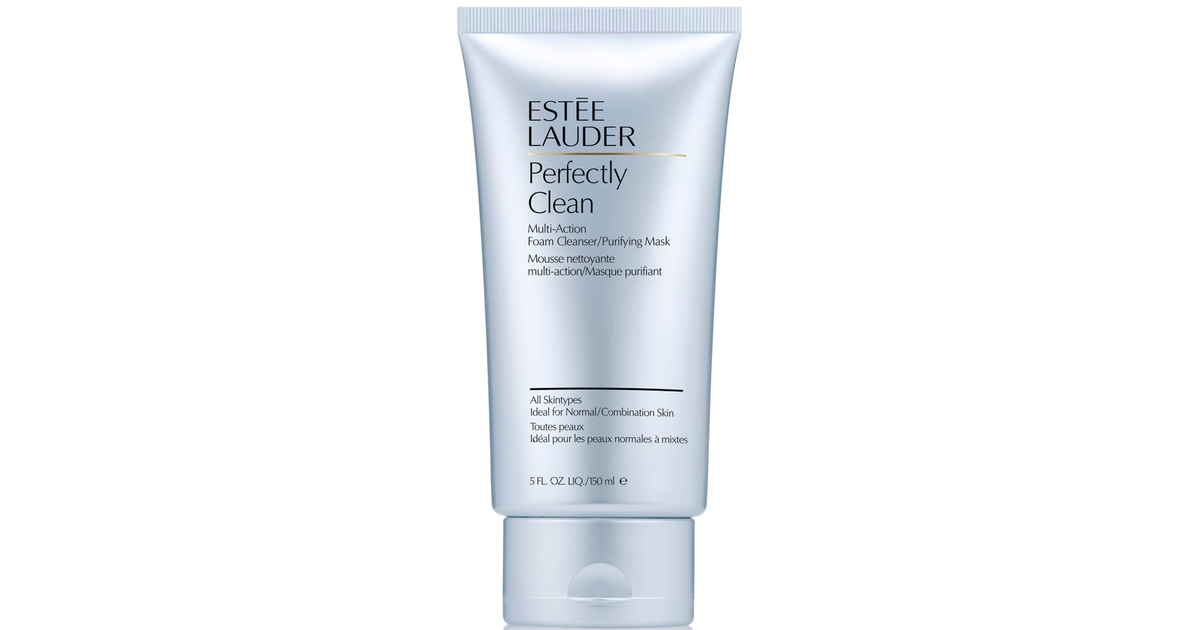 ESTĒE
LAUDER
Perfectly
Clean
Multi-Action
Foam Cleanser/Purifying Mask
Mousse nettoyante
multi-action/Masque purifiant
All Skintypes
Ideal for Normal/Combination Skin
Toutes peaux
Idéal pour les peaux normales à mixtes
5 FL. OZ. LIQ./150 ml ℮